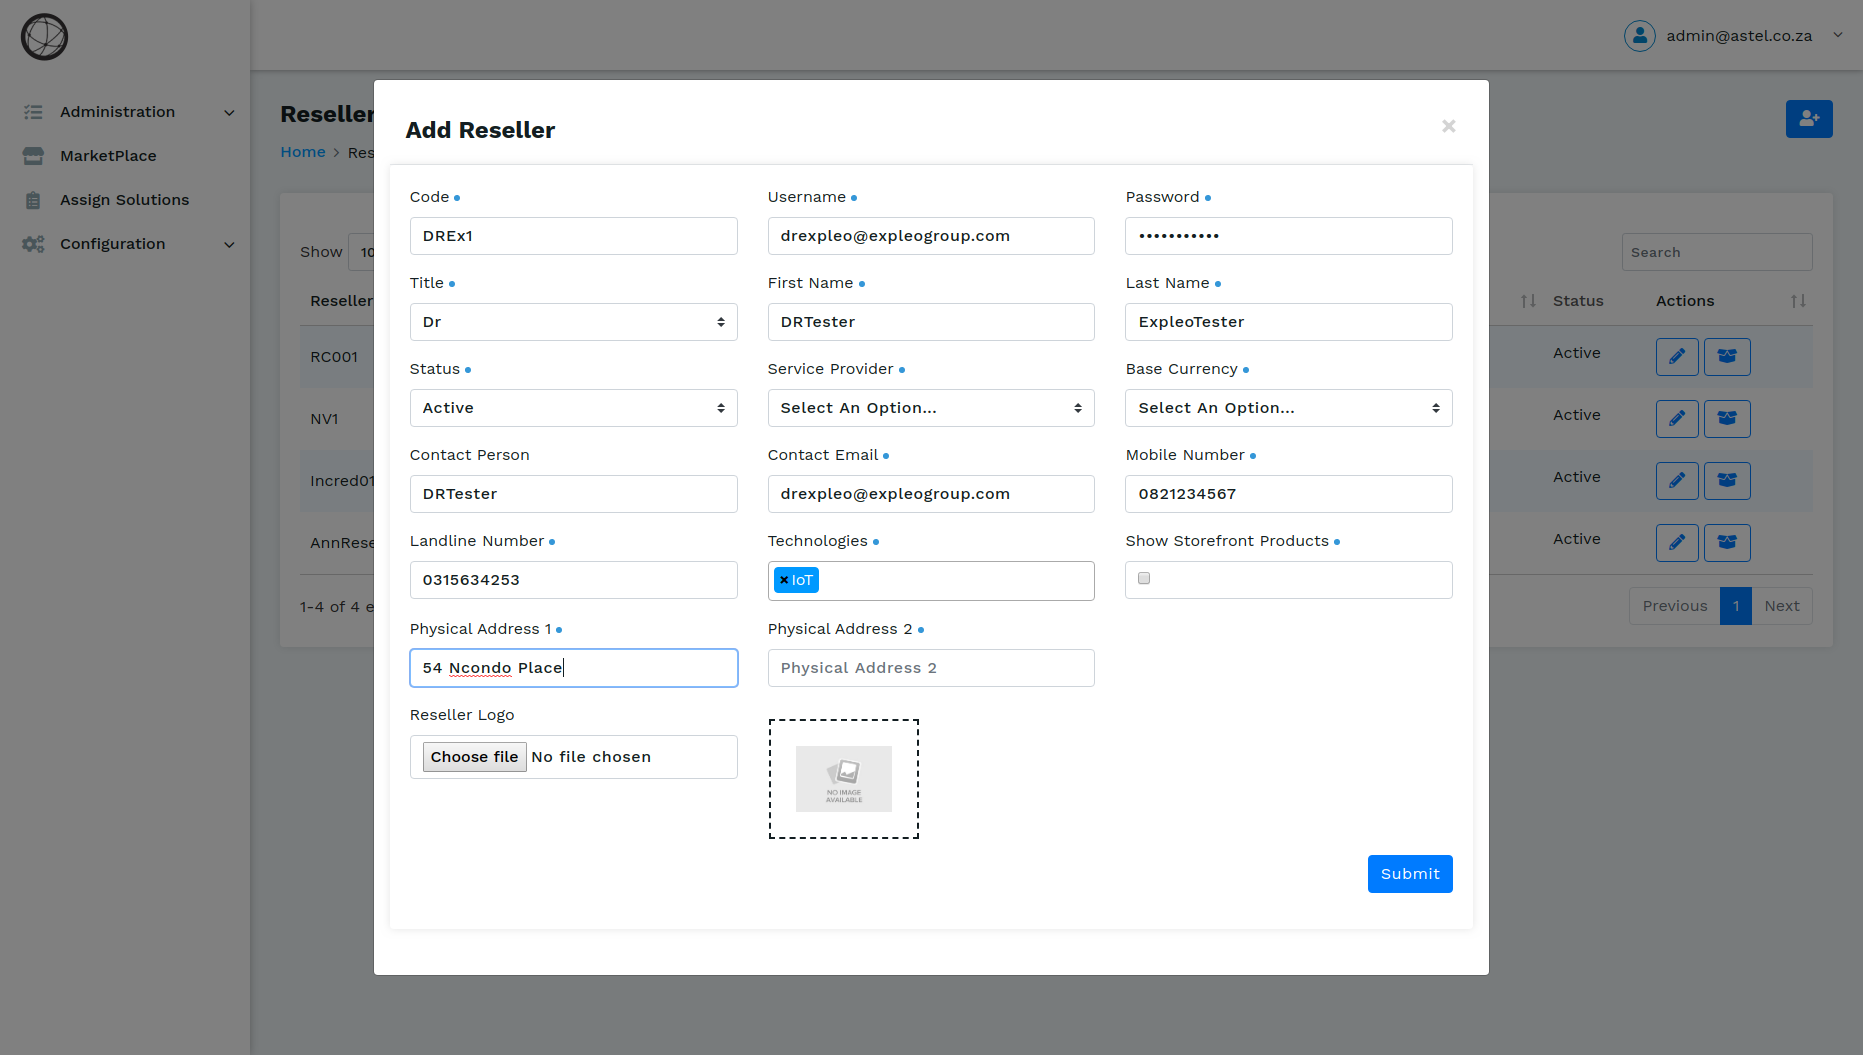 admin@astel.co.za
Administration
MarketPlace
Assign Solutions
Configuration
Reseller
Home > Res
Show 10
Search
Reseller Status Actions
RC001 Active
NV1 Active
Incred01 Active
AnnRese Active
1-4 of 4 e
Previous 1 Next
Add Reseller
×
Code Username Password
DREx1 drexpleo@expleogroup.com •••••••••••
Title First Name Last Name
Dr DRTester ExpleoTester
Status Service Provider Base Currency
Active Select An Option... Select An Option...
Contact Person Contact Email Mobile Number
DRTester drexpleo@expleogroup.com 0821234567
Landline Number Technologies Show Storefront Products
0315634253 ×IoT
Physical Address 1 Physical Address 2
54 Ncondo Place Physical Address 2
Reseller Logo
Choose file No file chosen
NO IMAGE
AVAILABLE
Submit